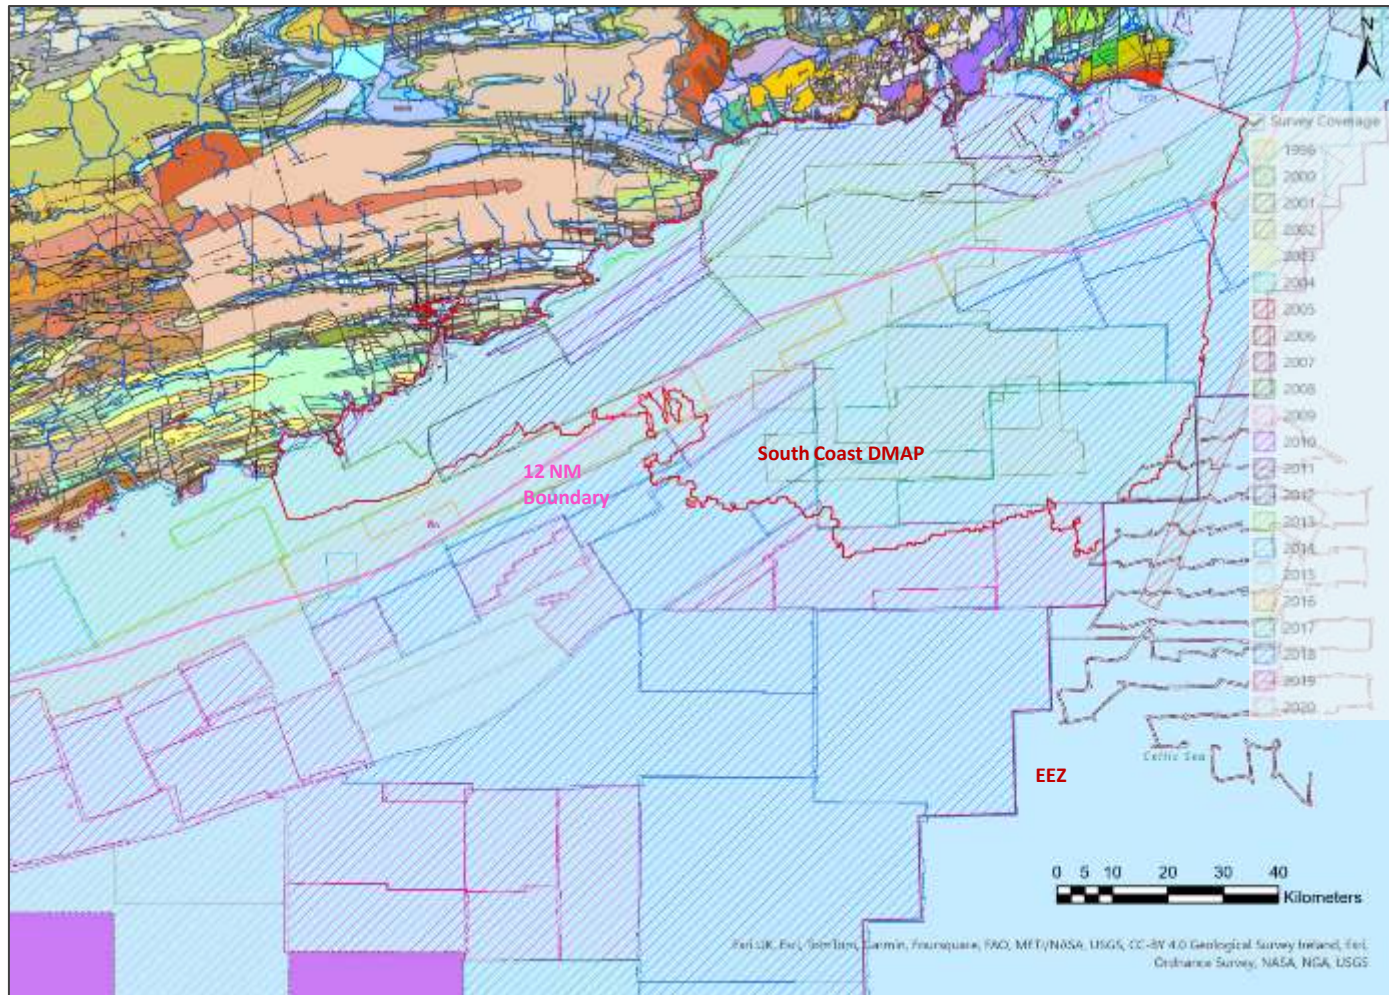 N
Survey Coverage
1996
2000
2001
2002
2003
2004
2005
2006
2007
2008
2009
2010
2011
2012
2013
2014
2015
2016
2017
2018
2019
2020
South Coast DMAP
12 NM
Boundary
EEZ
Celtic Sea
0 5 10 20 30 40
Kilometers
Esri UK, Esri, TomTom, Garmin, Foursquare, FAO, METI/NASA, USGS, CC-BY 4.0 Geological Survey Ireland, Esri,
Ordnance Survey, NASA, NGA, USGS